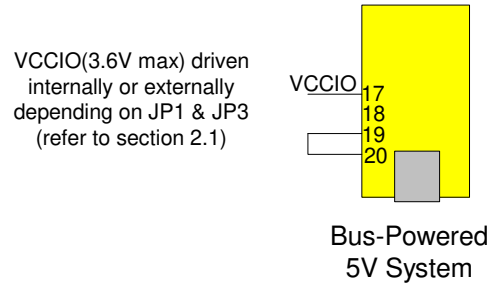 VCCIO(3.6V max) driven
internally or externally
depending on JP1 & JP3
(refer to section 2.1)
VCCIO
17
18
19
20
Bus-Powered
5V System